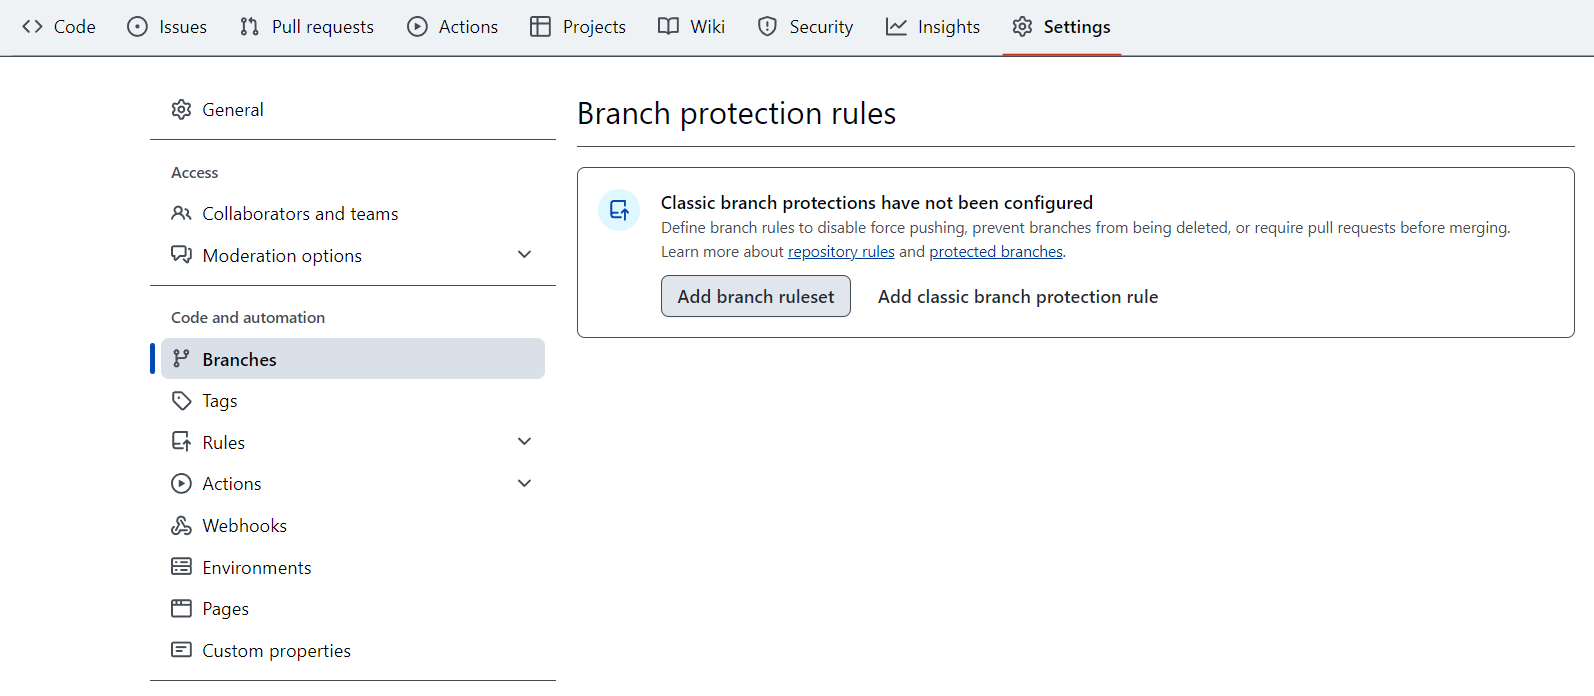 Code Issues Pull requests Actions Projects Wiki Security Insights Settings
General
Access
Collaborators and teams
Moderation options
Code and automation
Branches
Tags
Rules
Actions
Webhooks
Environments
Pages
Custom properties
Branch protection rules
Classic branch protections have not been configured
Define branch rules to disable force pushing, prevent branches from being deleted, or require pull requests before merging.
Learn more about repository rules and protected branches.
Add branch ruleset Add classic branch protection rule